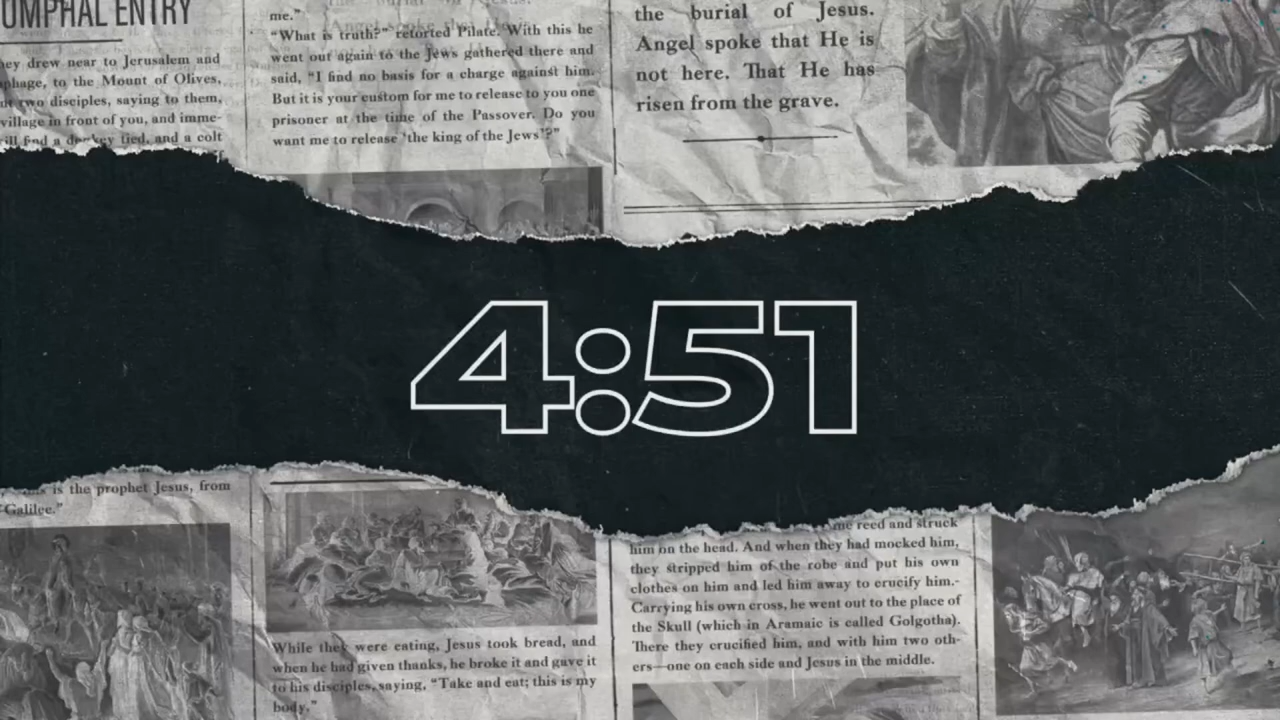 UMPHAL ENTRY
ey drew near to Jerusalem and
phage, to the Mount of Olives,
two disciples, saying to them,
village in front of you, and imme-
find a donkey tied, and a colt
me.”
“What is truth?” retorted Pilate. With this he
went out again to the Jews gathered there and
said, “I find no basis for a charge against him.
But it is your custom for me to release to you one
prisoner at the time of the Passover. Do you
want me to release ‘the king of the Jews’?”
the burial of Jesus.
Angel spoke that He is
not here. That He has
risen from the grave.
4:51
is the prophet Jesus, from
Galilee.”
While they were eating, Jesus took bread, and
when he had given thanks, he broke it and gave it
to his disciples, saying, “Take and eat; this is my
body.”
reed and struck
him on the head. And when they had mocked him,
they stripped him of the robe and put his own
clothes on him and led him away to crucify him.-
Carrying his own cross, he went out to the place of
the Skull (which in Aramaic is called Golgotha).
There they crucified him, and with him two oth-
ers—one on each side and Jesus in the middle.